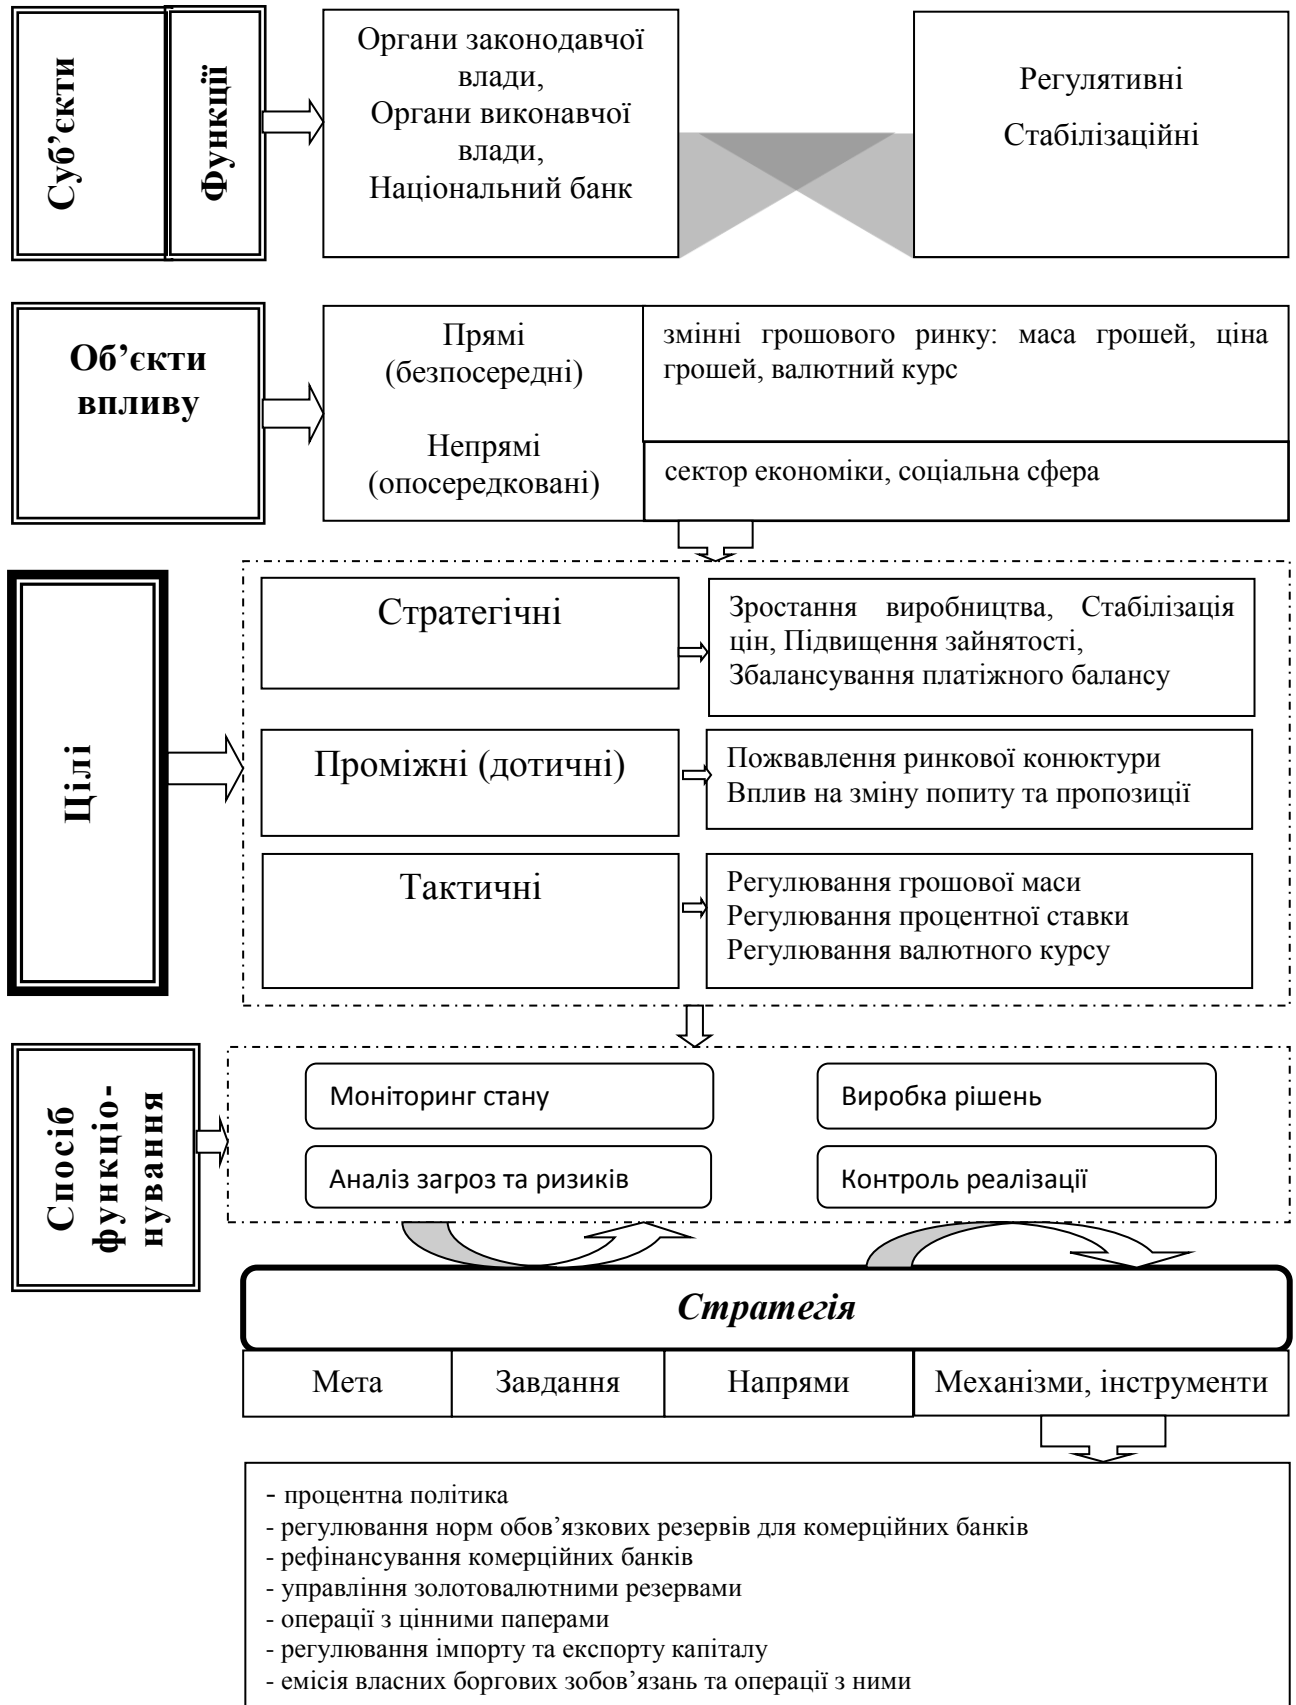 Суб’єкти
Функції
Органи законодавчої
влади,
Органи виконавчої
влади,
Національний банк
Регулятивні
Стабілізаційні
Об’єкти
впливу
Прямі
(безпосередні)
Непрямі
(опосередковані)
змінні грошового ринку: маса грошей, ціна
грошей, валютний курс
сектор економіки, соціальна сфера
Цілі
Стратегічні
Зростання виробництва, Стабілізація
цін, Підвищення зайнятості,
Збалансування платіжного балансу
Проміжні (дотичні)
Пожвавлення ринкової конюктури
Вплив на зміну попиту та пропозиції
Тактичні
Регулювання грошової маси
Регулювання процентної ставки
Регулювання валютного курсу
Спосіб
функціо-
нування
Моніторинг стану
Виробка рішень
Аналіз загроз та ризиків
Контроль реалізації
Стратегія
Мета
Завдання
Напрями
Механізми, інструменти
- процентна політика
- регулювання норм обов’язкових резервів для комерційних банків
- рефінансування комерційних банків
- управління золотовалютними резервами
- операції з цінними паперами
- регулювання імпорту та експорту капіталу
- емісія власних боргових зобов’язань та операції з ними